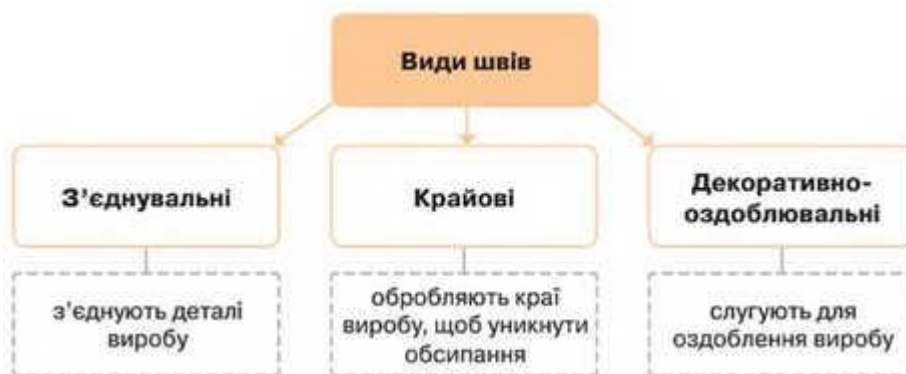 Види швів
З’єднувальні
Крайові
Декоративно-
оздоблювальні
з’єднують деталі
виробу
обробляють краї
виробу, щоб уникнути
обсипання
слугують для
оздоблення виробу